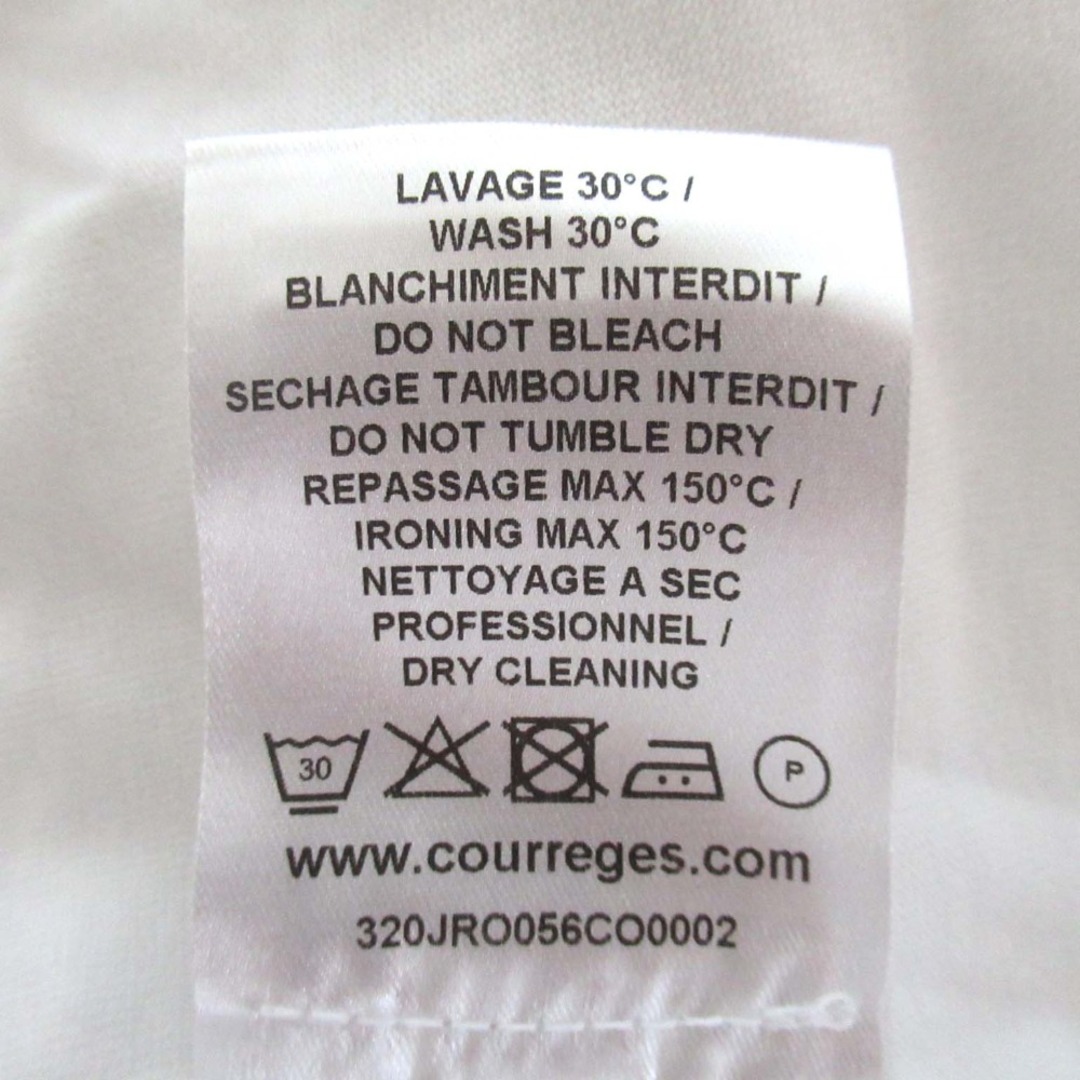 LAVAGE 30°C /
WASH 30°C
BLANCHIMENT INTERDIT /
DO NOT BLEACH
SECHAGE TAMBOUR INTERDIT /
DO NOT TUMBLE DRY
REPASSAGE MAX 150°C /
IRONING MAX 150°C
NETTOYAGE A SEC
PROFESSIONNEL /
DRY CLEANING
30 P
www.courreges.com
320JRO056CO0002